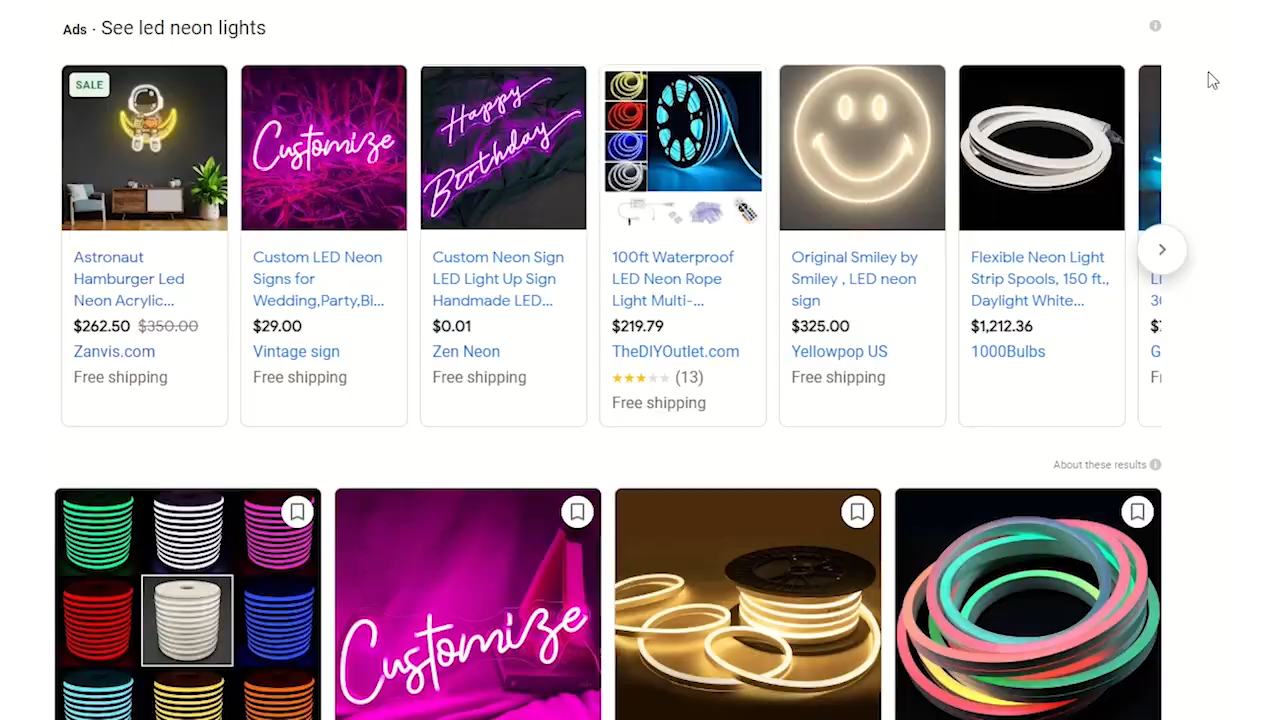 Ads · See led neon lights
SALE
Customize
Happy
Birthday
Astronaut
Hamburger Led
Neon Acrylic...
$262.50 $350.00
Zanvis.com
Free shipping
Custom LED Neon
Signs for
Wedding,Party,Bi...
$29.00
Vintage sign
Free shipping
Custom Neon Sign
LED Light Up Sign
Handmade LED...
$0.01
Zen Neon
Free shipping
100ft Waterproof
LED Neon Rope
Light Multi-...
$219.79
TheDIYOutlet.com
(13)
Free shipping
Original Smiley by
Smiley , LED neon
sign
$325.00
Yellowpop US
Free shipping
Flexible Neon Light
Strip Spools, 150 ft.,
Daylight White...
$1,212.36
1000Bulbs
About these results
Customize